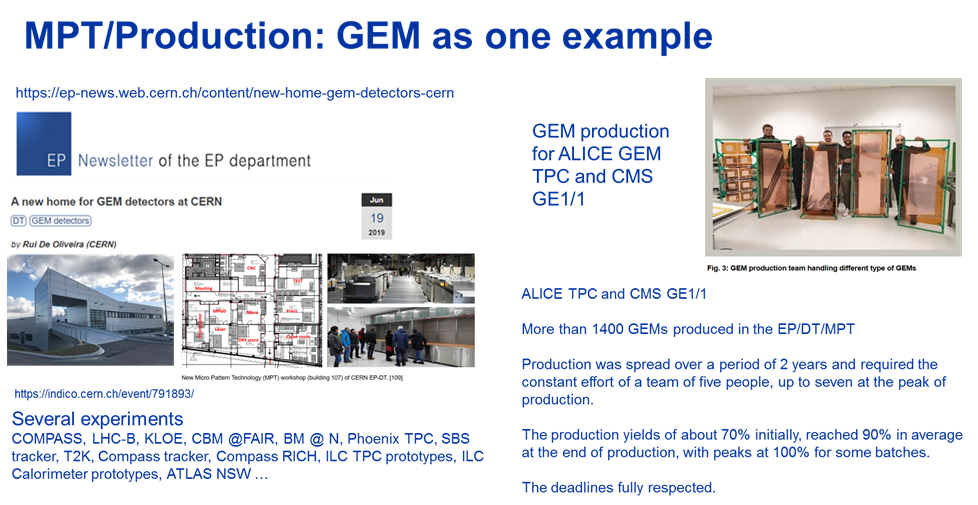 MPT/Production: GEM as one example
https://ep-news.web.cern.ch/content/new-home-gem-detectors-cern
EP Newsletter of the EP department
A new home for GEM detectors at CERN
DT GEM detectors
by Rui De Oliveira (CERN)
Jun
19
2019
CNC
Meeting
TEST
MPGD
Mece
Press
Laser
Clean room
New Micro Pattern Technology (MPT) workshop (building 107) of CERN EP-DT. [109]
https://indico.cern.ch/event/791893/
Several experiments
COMPASS, LHC-B, KLOE, CBM @FAIR, BM @ N, Phoenix TPC, SBS
tracker, T2K, Compass tracker, Compass RICH, ILC TPC prototypes, ILC
Calorimeter prototypes, ATLAS NSW …
GEM production
for ALICE GEM
TPC and CMS
GE1/1
Fig. 3: GEM production team handling different type of GEMs
ALICE TPC and CMS GE1/1
More than 1400 GEMs produced in the EP/DT/MPT
Production was spread over a period of 2 years and required the
constant effort of a team of five people, up to seven at the peak of
production.
The production yields of about 70% initially, reached 90% in average
at the end of production, with peaks at 100% for some batches.
The deadlines fully respected.